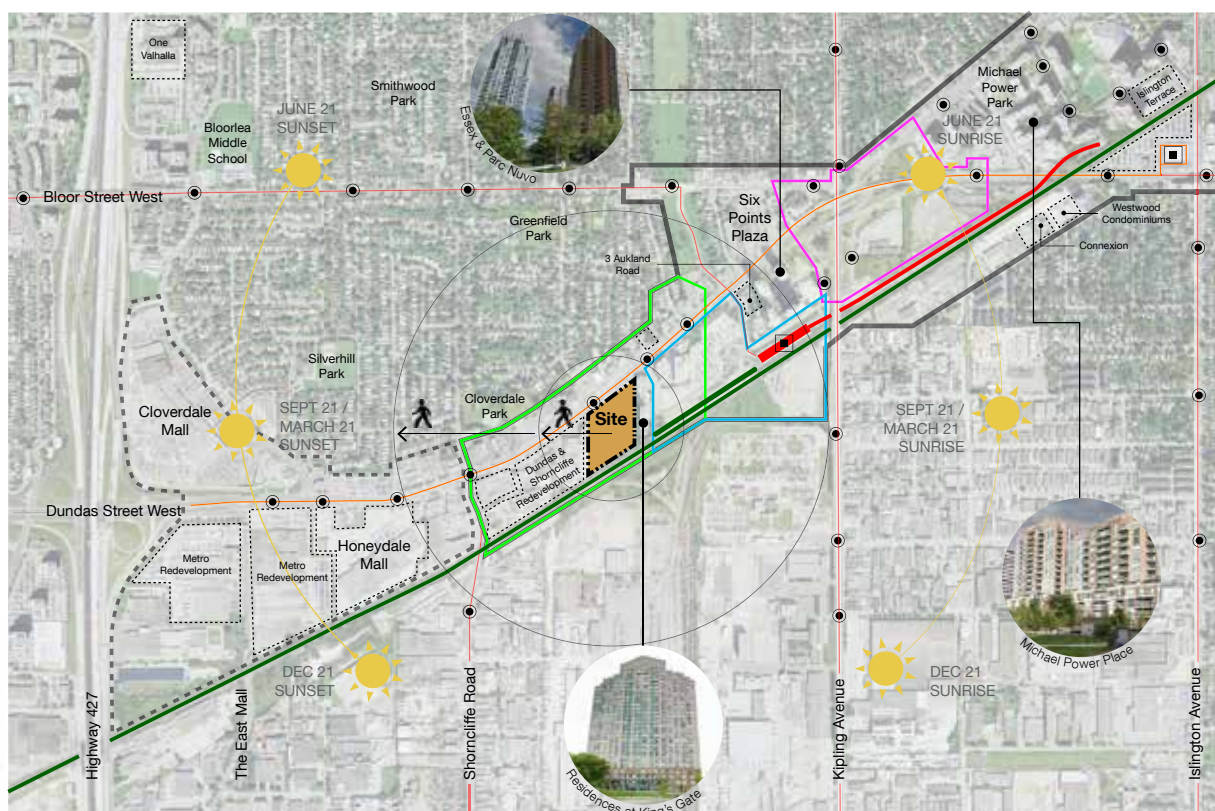 One
Valhalla
Smithwood
Park
Essex & Parc Nuvo
Michael
Power
Park
Islington
Terrace
JUNE 21
SUNSET
Bloorlea
Middle
School
JUNE 21
SUNRISE
Bloor Street West
Greenfield
Park
Six
Points
Plaza
Westwood
Condominiums
Connexion
3 Aukland
Road
Silverhill
Park
Cloverdale
Mall
SEPT 21 /
MARCH 21
SUNSET
Cloverdale
Park
Site
SEPT 21 /
MARCH 21
SUNRISE
Dundas &
Shorncliffe
Redevelopment
Dundas Street West
Honeydale
Mall
Metro
Redevelopment
Metro
Redevelopment
Michael Power Place
DEC 21
SUNSET
DEC 21
SUNRISE
Residences at King's Gate
Highway 427
The East Mall
Shorncliffe Road
Kipling Avenue
Islington Avenue